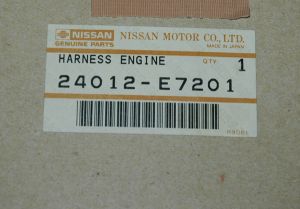 NISSAN
GENUINE PARTS
NISSAN MOTOR CO., LTD.
MADE IN JAPAN
HARNESS ENGINE QTY 1
24012-E7201